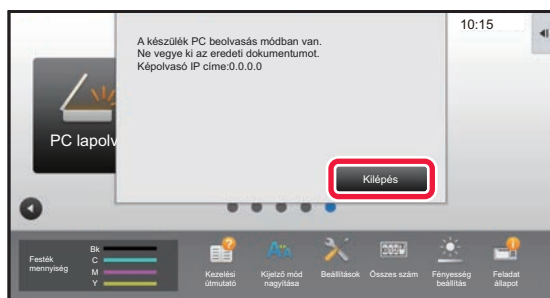 10:15
A készülék PC beolvasás módban van.
Ne vegye ki az eredeti dokumentumot.
Képolvasó IP címe:0.0.0.0
PC lapolv
Kilépés
Festék
mennyiség
Bk
C
M
Y
Kezelési
útmutató
Kijelző mód
nagyítása
Beállítások
Összes szám
Fényesség
beállítás
Feladat
állapot